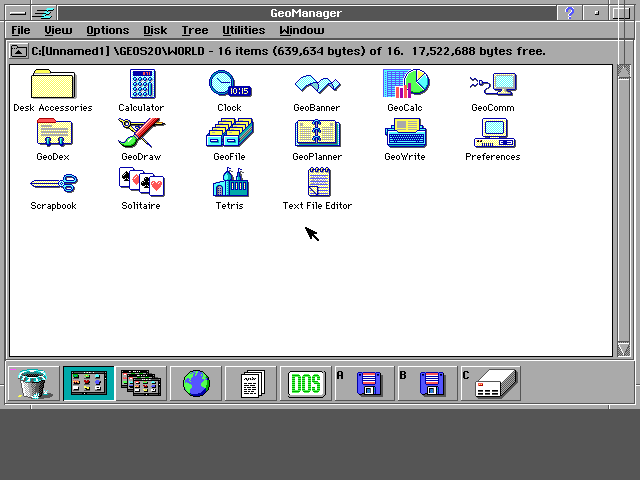 GeoManager
File View Options Disk Tree Utilities Window
C:[Unnamed1] \GEOS20\WORLD - 16 items (639,634 bytes) of 16. 17,522,688 bytes free.
10:15
Desk Accessories Calculator Clock GeoBanner GeoCalc GeoComm
GeoDex GeoDraw GeoFile GeoPlanner GeoWrite Preferences
Scrapbook Solitaire Tetris Text File Editor
DOS A B C